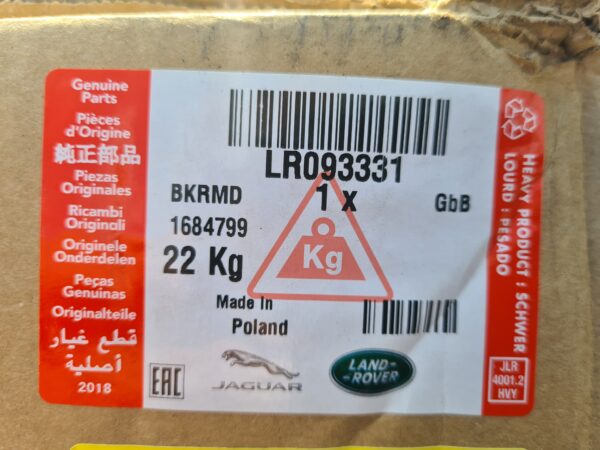 Genuine
Parts
Pièces
d'Origine
純正部品
Piezas
Originales
Ricambi
Originali
Originele
Onderdelen
Peças
Genuinas
Originalteile
قطع غيار
أصلية
2018
LR093331
1 x
BKRMD
GbB
1684799
22 Kg
Kg
Made in
Poland
EAC
JAGUAR
LAND-
-ROVER
HEAVY PRODUCT : SCHWER
LOURD : PESADO
JLR
4001.2
HVY